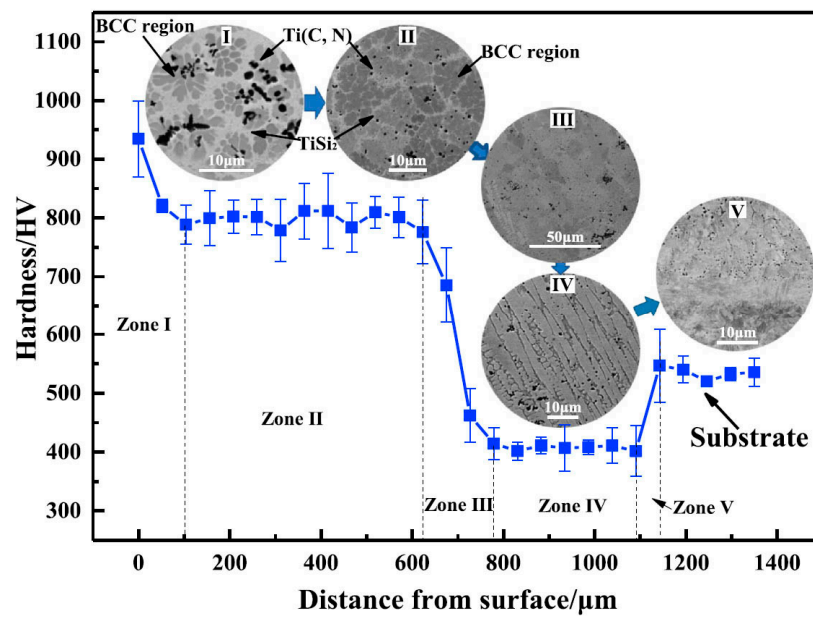 1100
1000
900
800
700
600
500
400
300
Hardness/HV
BCC region
I
Ti(C, N)
II
BCC region
TiSi₂
10μm
10μm
III
50μm
IV
10μm
V
10μm
Zone I
Zone II
Zone III
Zone IV
Zone V
Substrate
0
200
400
600
800
1000
1200
1400
Distance from surface/μm